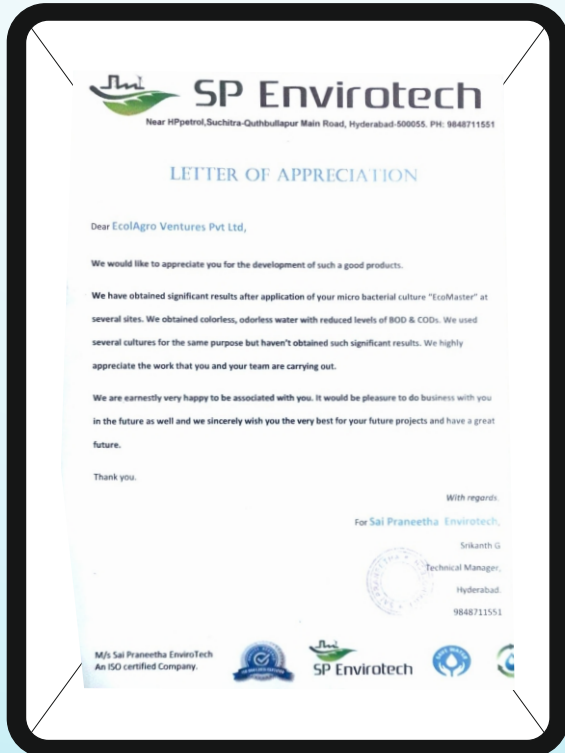 SP Envirotech
Near HPpetrol,Suchitra-Quthbullapur Main Road, Hyderabad-500055. PH: 9848711551
LETTER OF APPRECIATION
Dear EcolAgro Ventures Pvt Ltd,
We would like to appreciate you for the development of such a good products.
We have obtained significant results after application of your micro bacterial culture "EcoMaster" at
several sites. We obtained colorless, odorless water with reduced levels of BOD & CODs. We used
several cultures for the same purpose but haven't obtained such significant results. We highly
appreciate the work that you and your team are carrying out.
We are earnestly very happy to be associated with you. It would be pleasure to do business with you
in the future as well and we sincerely wish you the very best for your future projects and have a great
future.
Thank you.
With regards.
For Sai Praneetha Envirotech,
Srikanth G
Technical Manager,
Hyderabad.
9848711551
M/s Sai Praneetha EnviroTech
An ISO certified Company.
SP Envirotech
SAVE WATER